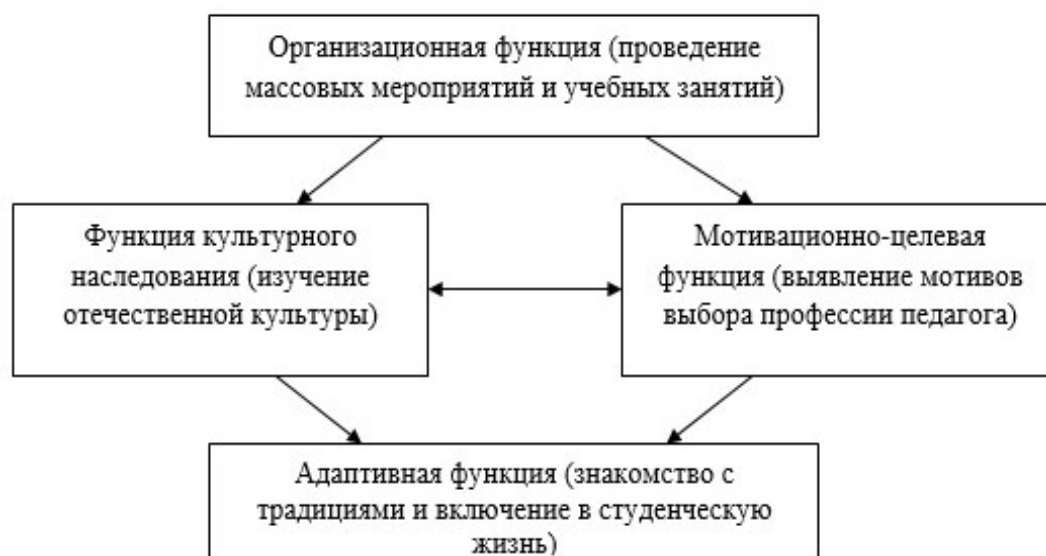 Организационная функция (проведение
массовых мероприятий и учебных занятий)
Функция культурного
наследования (изучение
отечественной культуры)
Мотивационно-целевая
функция (выявление мотивов
выбора профессии педагога)
Адаптивная функция (знакомство с
традициями и включение в студенческую
жизнь)